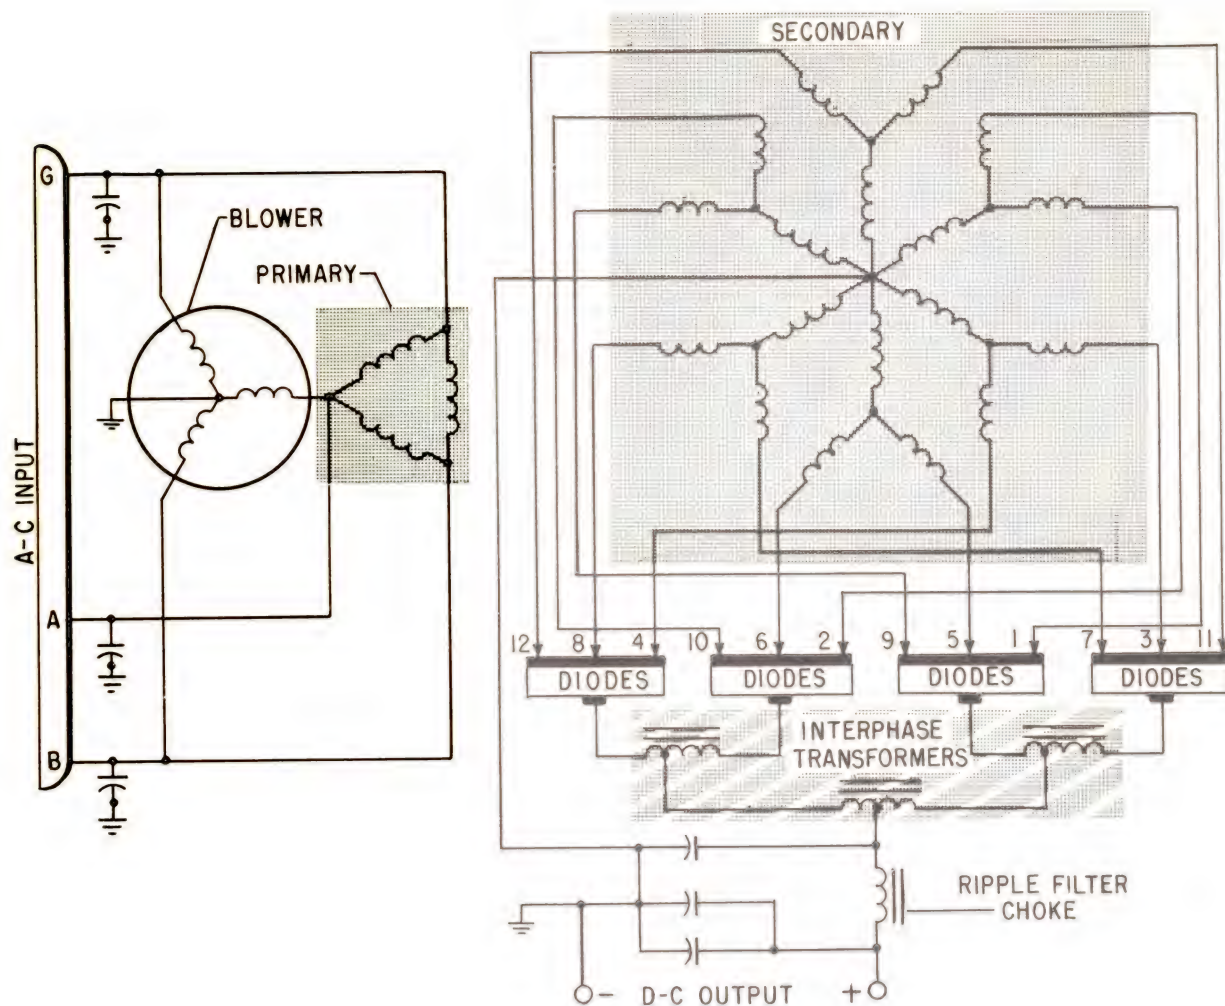 SECONDARY
G
BLOWER
PRIMARY
A-C INPUT
A
B
12 8 4 10 6 2 9 5 1 7 3 11
DIODES DIODES DIODES DIODES
INTERPHASE
TRANSFORMERS
RIPPLE FILTER
CHOKE
- D-C OUTPUT +